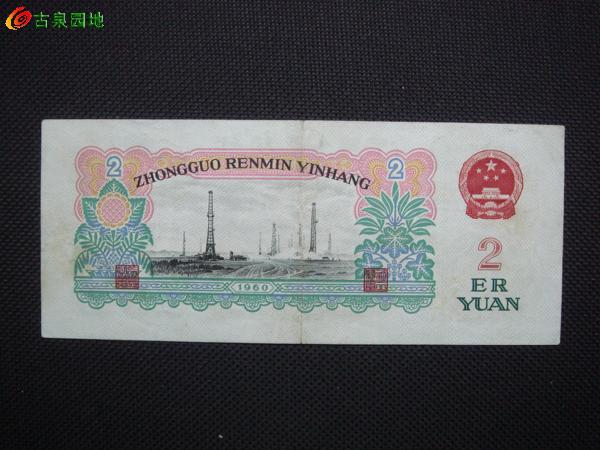 古泉园地
2
2
ZHONGGUO RENMIN YINHANG
1960
2
ER
YUAN